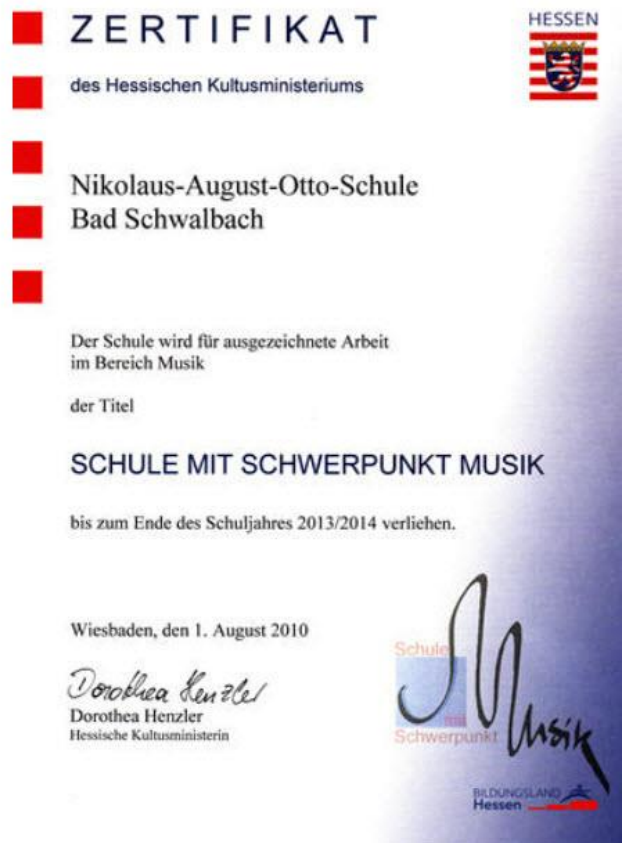 ZERTIFIKAT
HESSEN
des Hessischen Kultusministeriums
Nikolaus-August-Otto-Schule
Bad Schwalbach
Der Schule wird für ausgezeichnete Arbeit
im Bereich Musik
der Titel
SCHULE MIT SCHWERPUNKT MUSIK
bis zum Ende des Schuljahres 2013/2014 verliehen.
Wiesbaden, den 1. August 2010
Dorothea Henzler
Dorothea Henzler
Hessische Kultusministerin
Schule
mit
Schwerpunkt
Musik
BILDUNGSLAND
Hessen